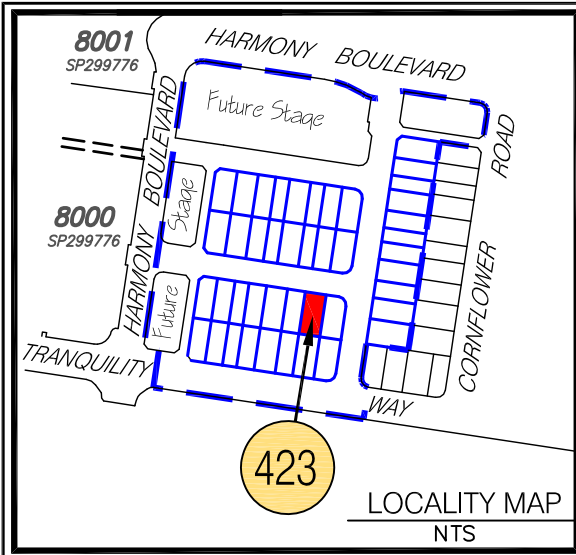 8001
SP299776
HARMONY BOULEVARD
Future Stage
HARMONY BOULEVARD
ROAD
Stage
8000
SP299776
Future
CORNFLOWER
TRANQUILITY
WAY
423
LOCALITY MAP
NTS